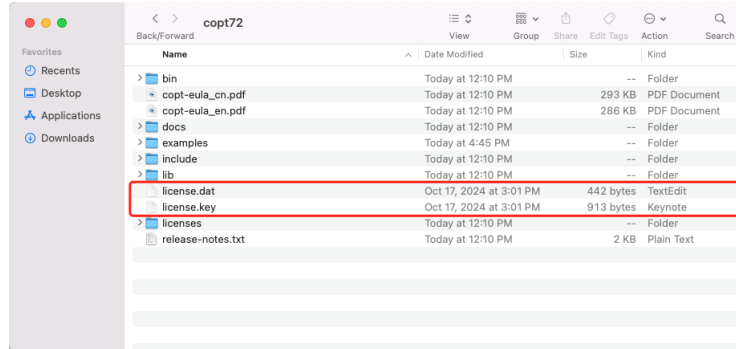 copt72
Back/Forward View Group Share Edit Tags Action Search
Favorites
Recents
Desktop
Applications
Downloads
Name Date Modified Size Kind
bin Today at 12:10 PM -- Folder
copt-eula_cn.pdf Today at 12:10 PM 293 KB PDF Document
copt-eula_en.pdf Today at 12:10 PM 286 KB PDF Document
docs Today at 12:10 PM -- Folder
examples Today at 4:45 PM -- Folder
include Today at 12:10 PM -- Folder
lib Today at 12:10 PM -- Folder
license.dat Oct 17, 2024 at 3:01 PM 442 bytes TextEdit
license.key Oct 17, 2024 at 3:01 PM 913 bytes Keynote
licenses Today at 12:10 PM -- Folder
release-notes.txt Today at 12:10 PM 2 KB Plain Text